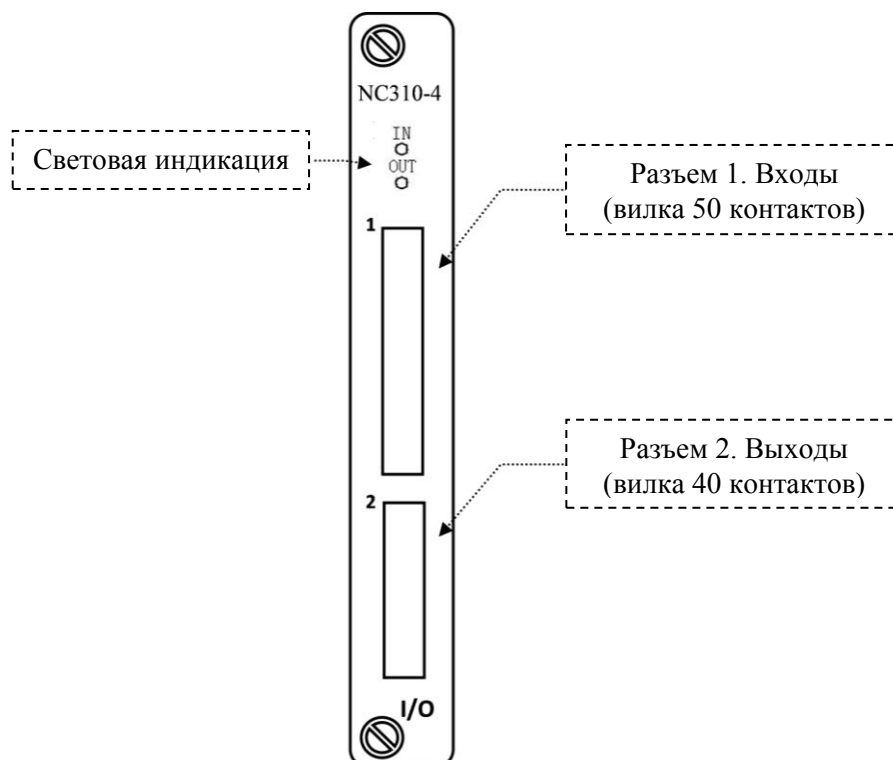 NC310-4
IN
OUT
Световая индикация
Разъем 1. Входы
(вилка 50 контактов)
1
Разъем 2. Выходы
(вилка 40 контактов)
2
I/O